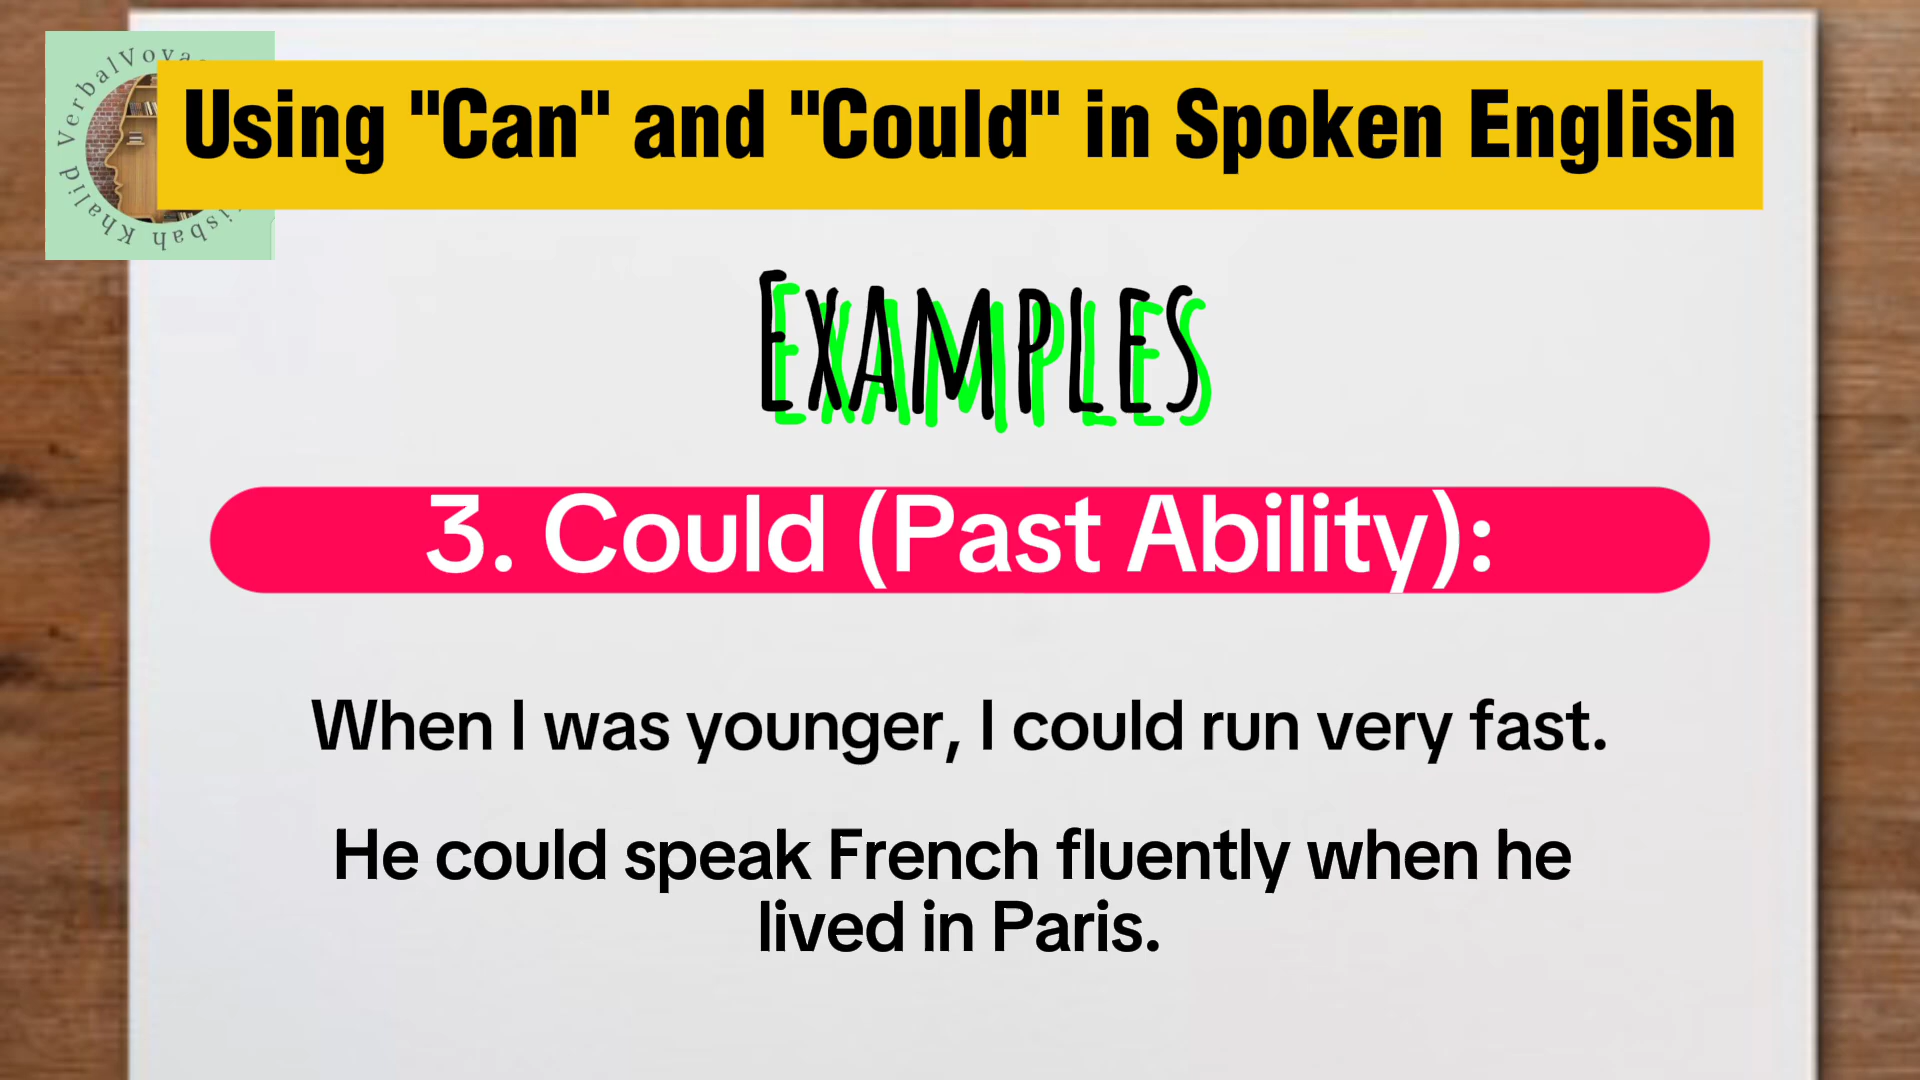 Using "Can" and "Could" in Spoken English
Examples
3. Could (Past Ability):
When I was younger, I could run very fast.
He could speak French fluently when he
lived in Paris.
Khalid